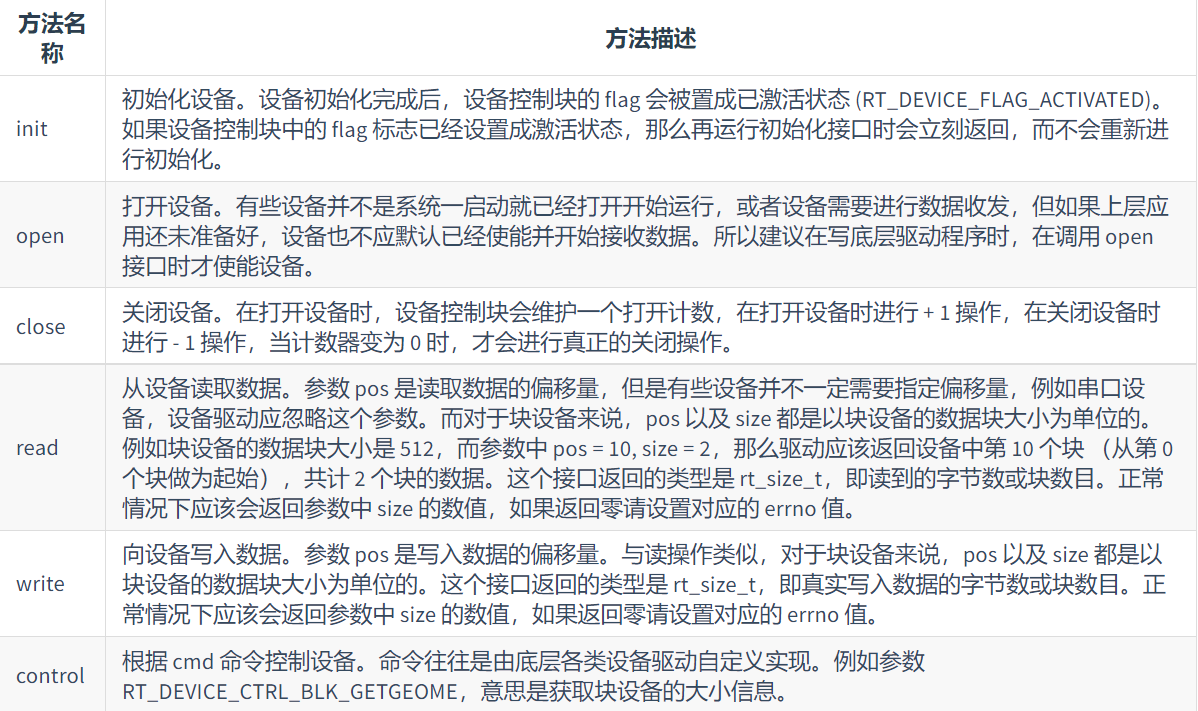 方法名
称
方法描述
init
初始化设备。设备初始化完成后，设备控制块的 flag 会被置成已激活状态 (RT_DEVICE_FLAG_ACTIVATED)。
如果设备控制块中的 flag 标志已经设置成激活状态，那么再运行初始化接口时会立刻返回，而不会重新进
行初始化。
open
打开设备。有些设备并不是系统一启动就已经打开开始运行，或者设备需要进行数据收发，但如果上层应
用还未准备好，设备也不应默认已经使能并开始接收数据。所以建议在写底层驱动程序时，在调用 open
接口时才使能设备。
close
关闭设备。在打开设备时，设备控制块会维护一个打开计数，在打开设备时进行 + 1 操作，在关闭设备时
进行 - 1 操作，当计数器变为 0 时，才会进行真正的关闭操作。
read
从设备读取数据。参数 pos 是读取数据的偏移量，但是有些设备并不一定需要指定偏移量，例如串口设
备，设备驱动应忽略这个参数。而对于块设备来说，pos 以及 size 都是以块设备的数据块大小为单位的。
例如块设备的数据块大小是 512，而参数中 pos = 10, size = 2，那么驱动应该返回设备中第 10 个块 （从第 0
个块做为起始），共计 2 个块的数据。这个接口返回的类型是 rt_size_t，即读到的字节数或块数目。正常
情况下应该会返回参数中 size 的数值，如果返回零请设置对应的 errno 值。
write
向设备写入数据。参数 pos 是写入数据的偏移量。与读操作类似，对于块设备来说，pos 以及 size 都是以
块设备的数据块大小为单位的。这个接口返回的类型是 rt_size_t，即真实写入数据的字节数或块数目。正
常情况下应该会返回参数中 size 的数值，如果返回零请设置对应的 errno 值。
control
根据 cmd 命令控制设备。命令往往是由底层各类设备驱动自定义实现。例如参数
RT_DEVICE_CTRL_BLK_GETGEOME，意思是获取块设备的大小信息。